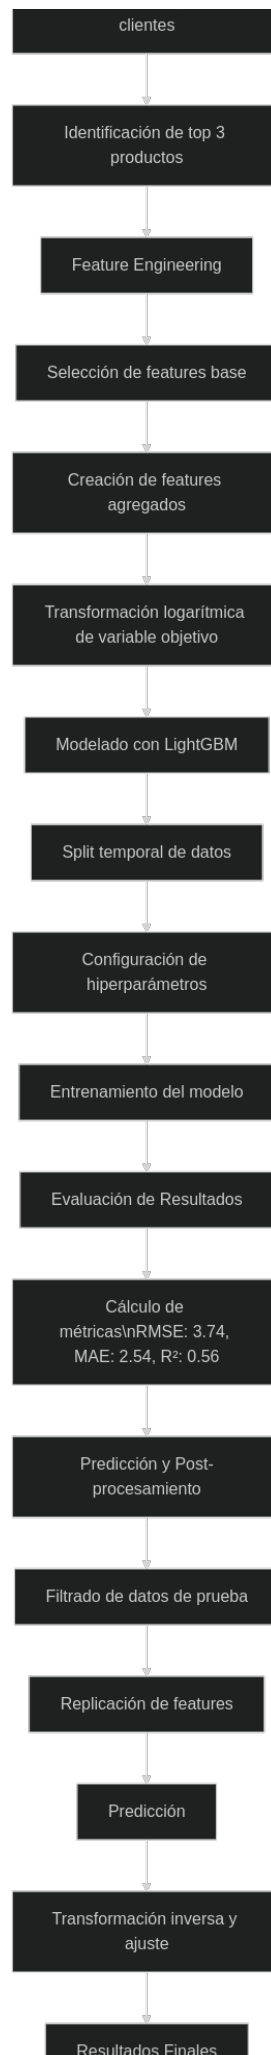 clientes
Identificación de top 3
productos
Feature Engineering
Selección de features base
Creación de features
agregados
Transformación logarítmica
de variable objetivo
Modelado con LightGBM
Split temporal de datos
Configuración de
hiperparámetros
Entrenamiento del modelo
Evaluación de Resultados
Cálculo de
métricas\nRMSE: 3.74,
MAE: 2.54, R²: 0.56
Predicción y Post-
procesamiento
Filtrado de datos de prueba
Replicación de features
Predicción
Transformación inversa y
ajuste
Resultados Finales